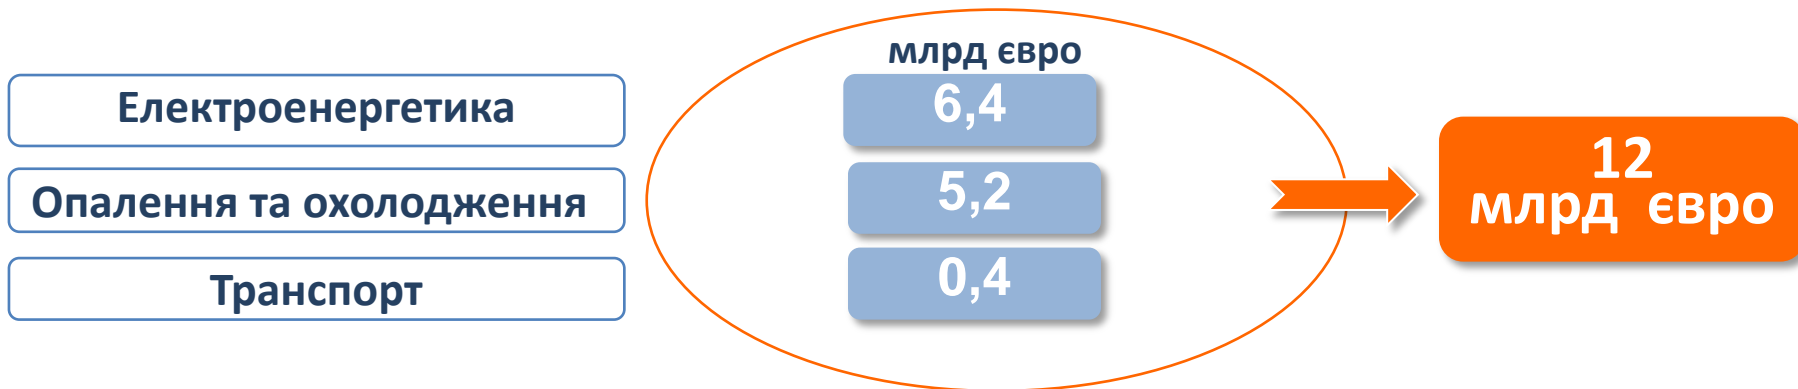 млрд євро
Електроенергетика
6,4
Опалення та охолодження
5,2
Транспорт
0,4
12
млрд євро